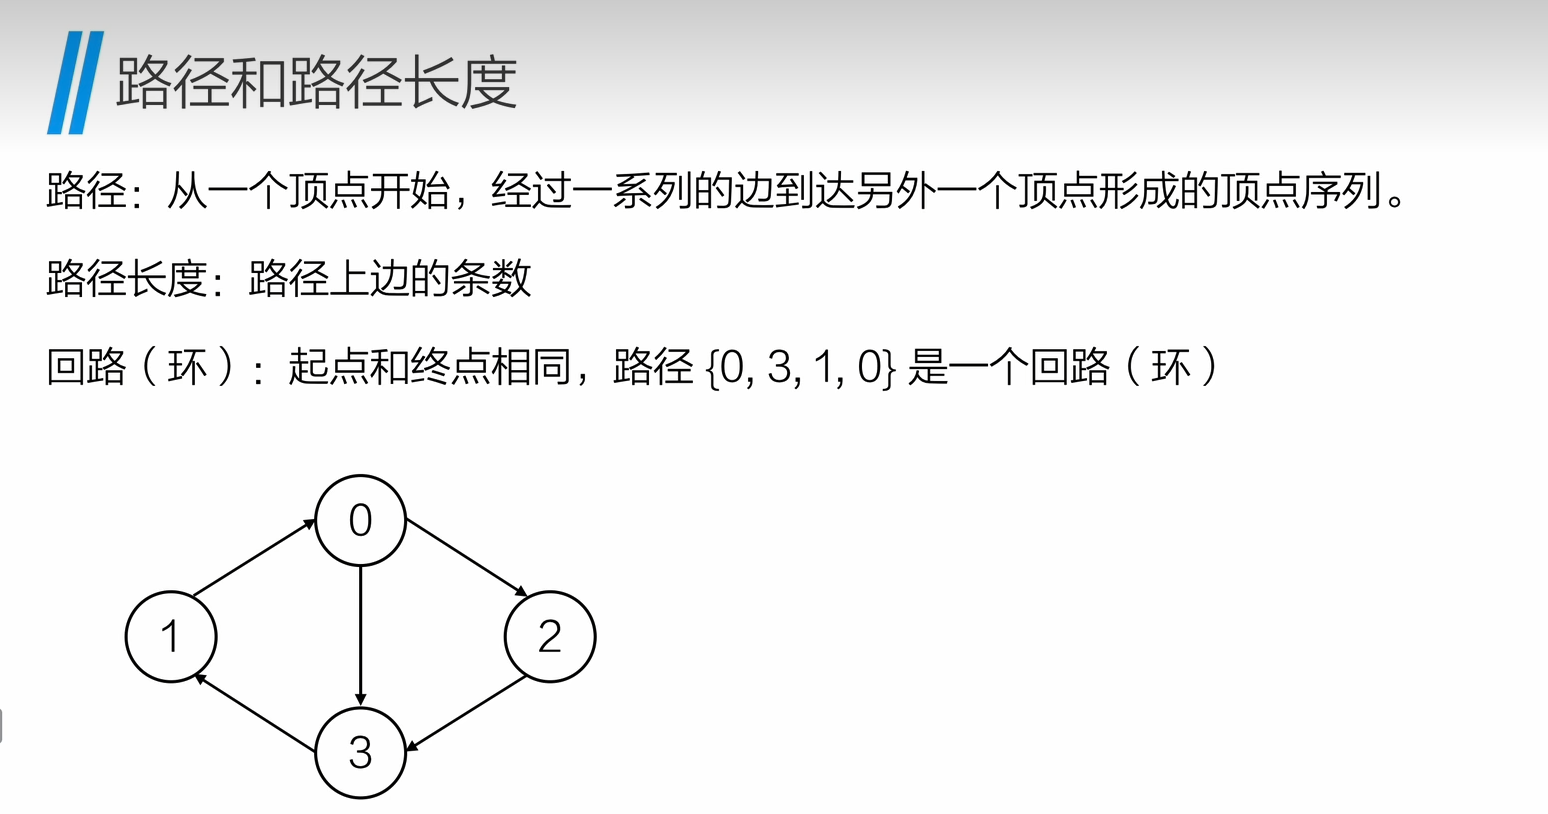 路径和路径长度
路径：从一个顶点开始，经过一系列的边到达另外一个顶点形成的顶点序列。
路径长度：路径上边的条数
回路（环）：起点和终点相同，路径 {0, 3, 1, 0} 是一个回路（环）
0
1
2
3